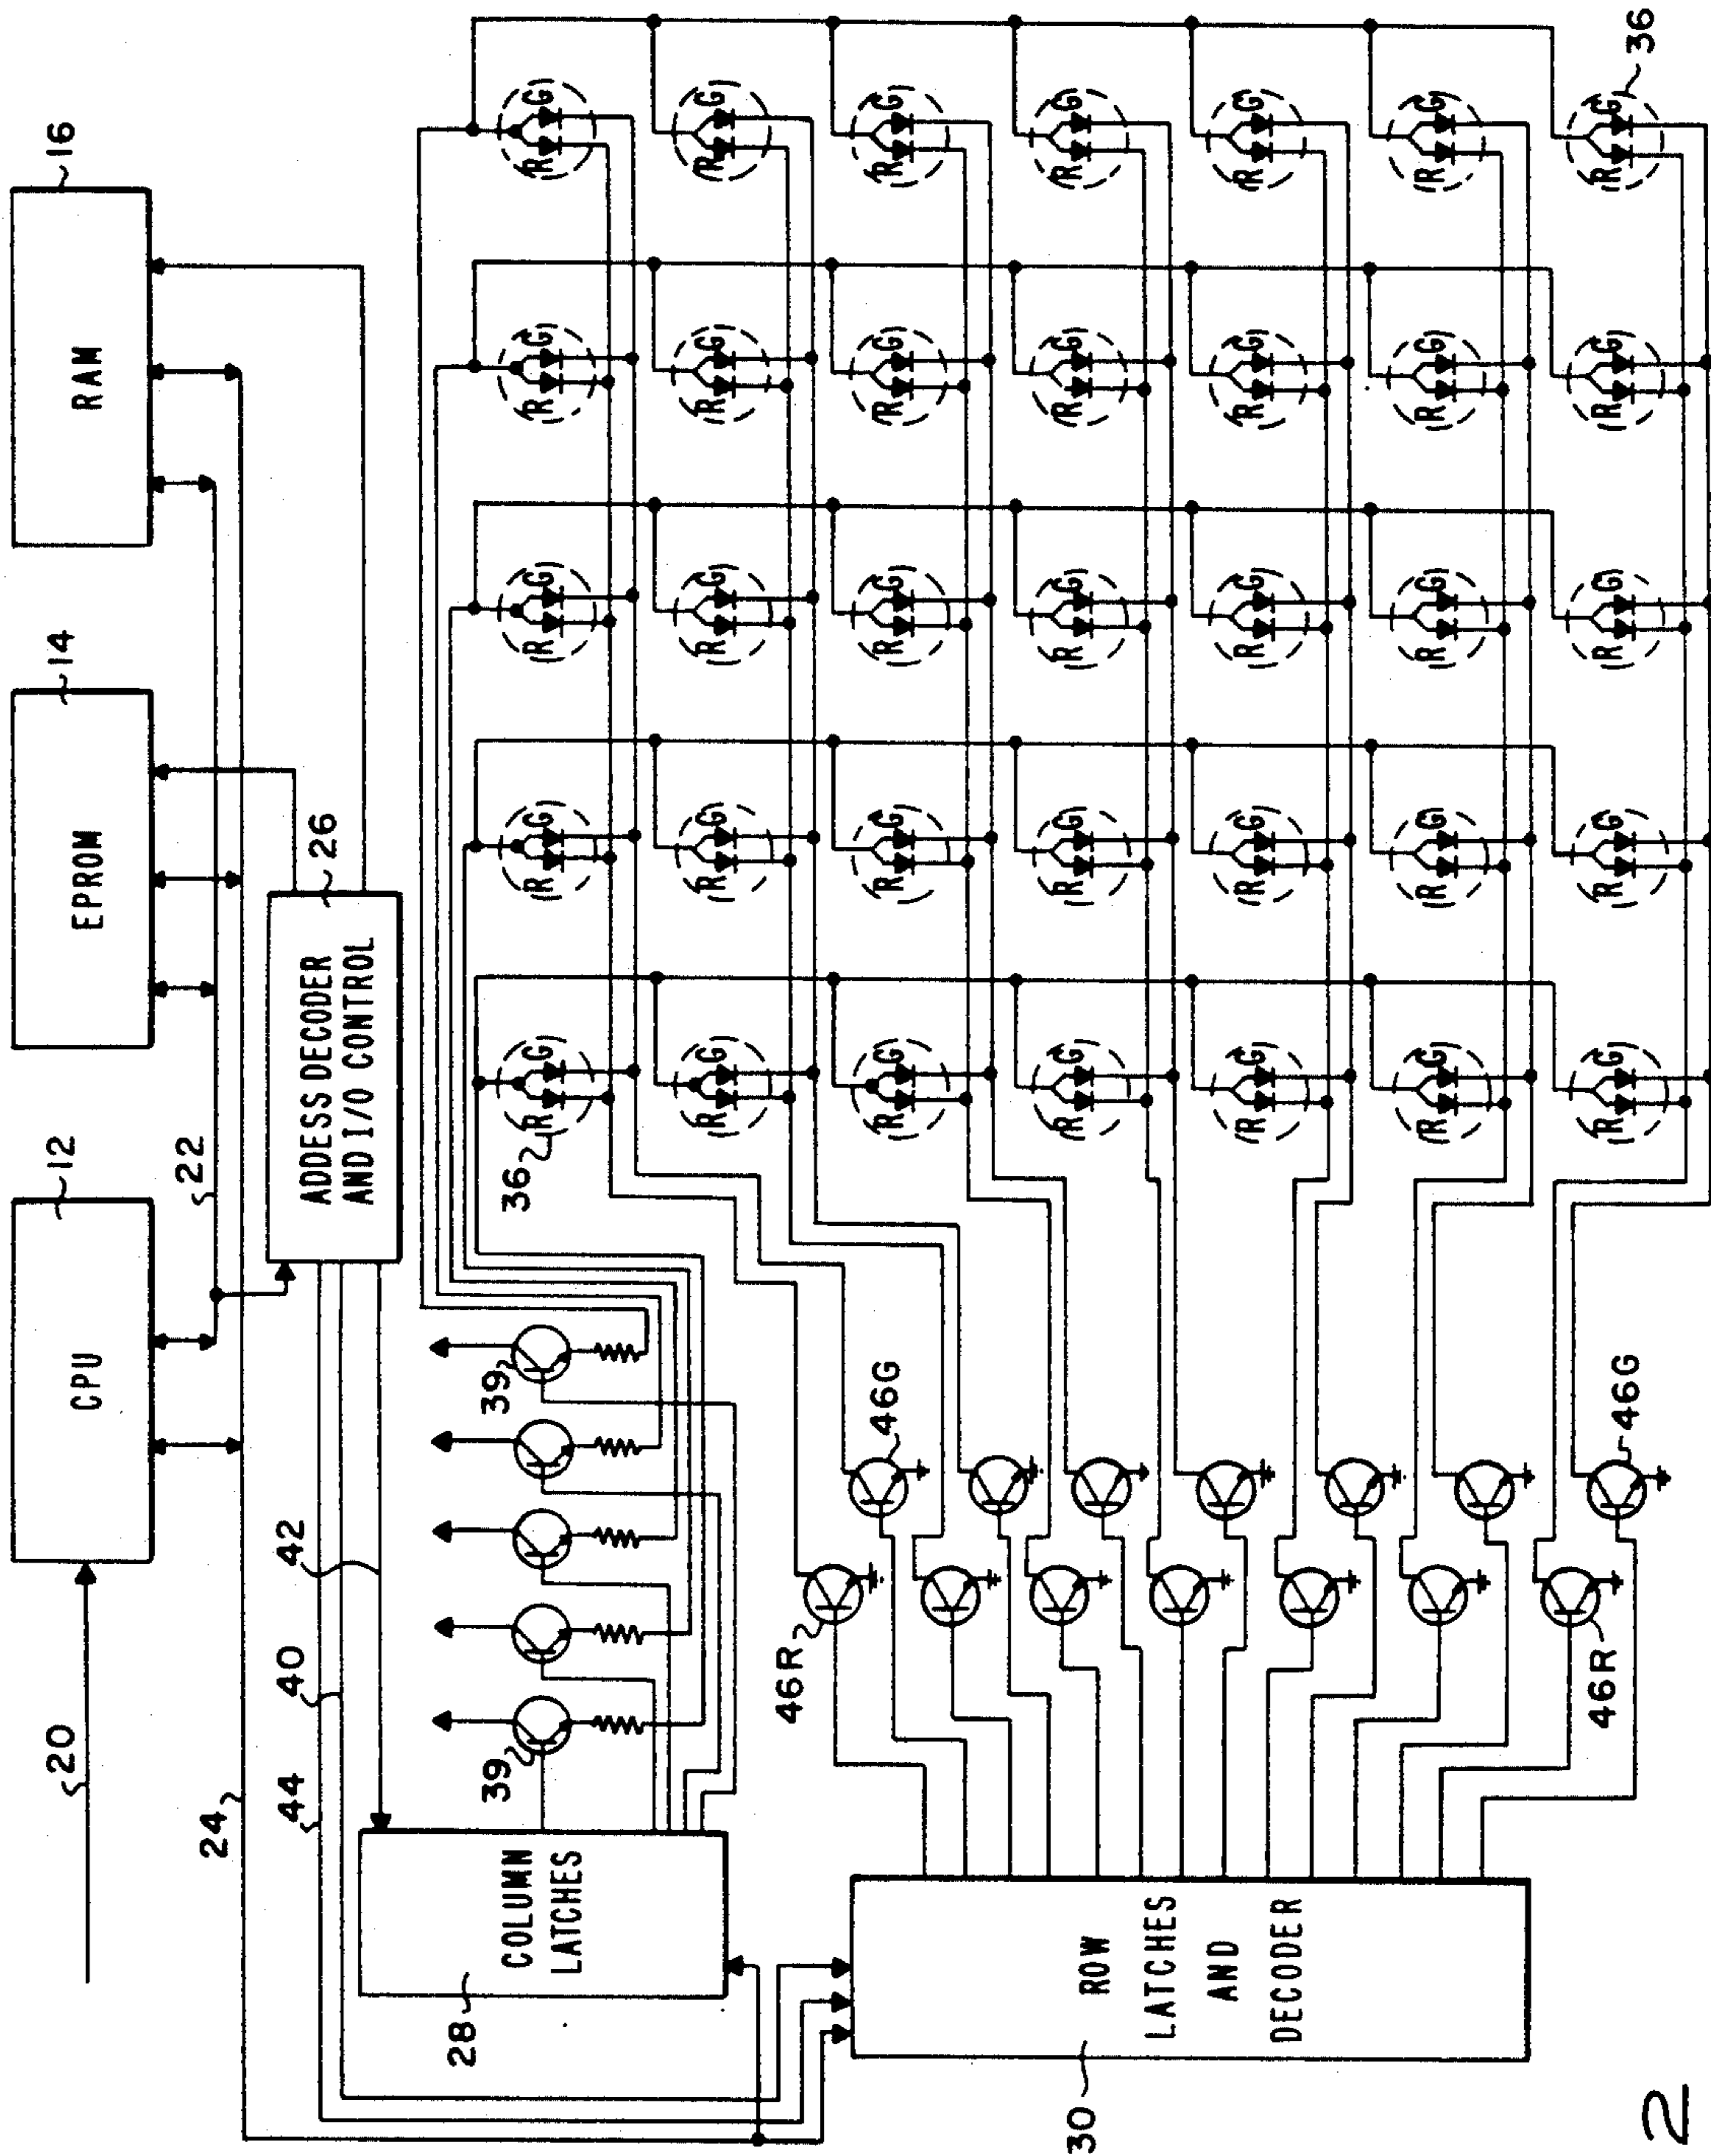 20
CPU
12
EPROM
14
RAM
16
22
24
44
40
42
ADDESS DECODER
AND I/O CONTROL
26
28
COLUMN
LATCHES
39
39
36
R G R G R G R G R G
R G R G R G R G R G
R G R G R G R G R G
R G R G R G R G R G
R G R G R G R G R G
R G R G R G R G R G
R G R G R G R G R G
36
46R
46G
46R
46G
30
ROW
LATCHES
AND
DECODER
2